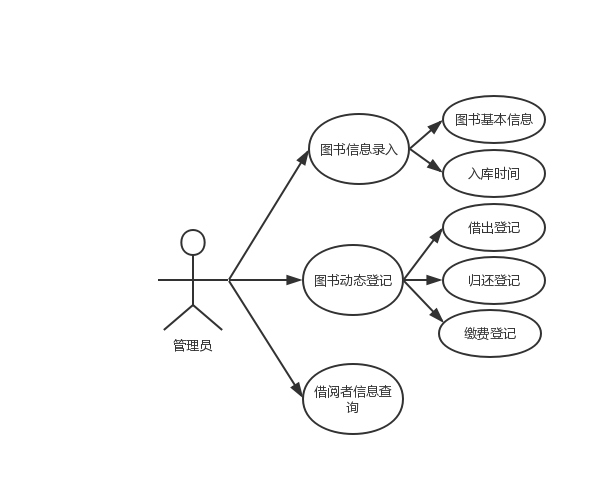 图书基本信息
图书信息录入
入库时间
借出登记
图书动态登记
归还登记
缴费登记
管理员
借阅者信息查
询